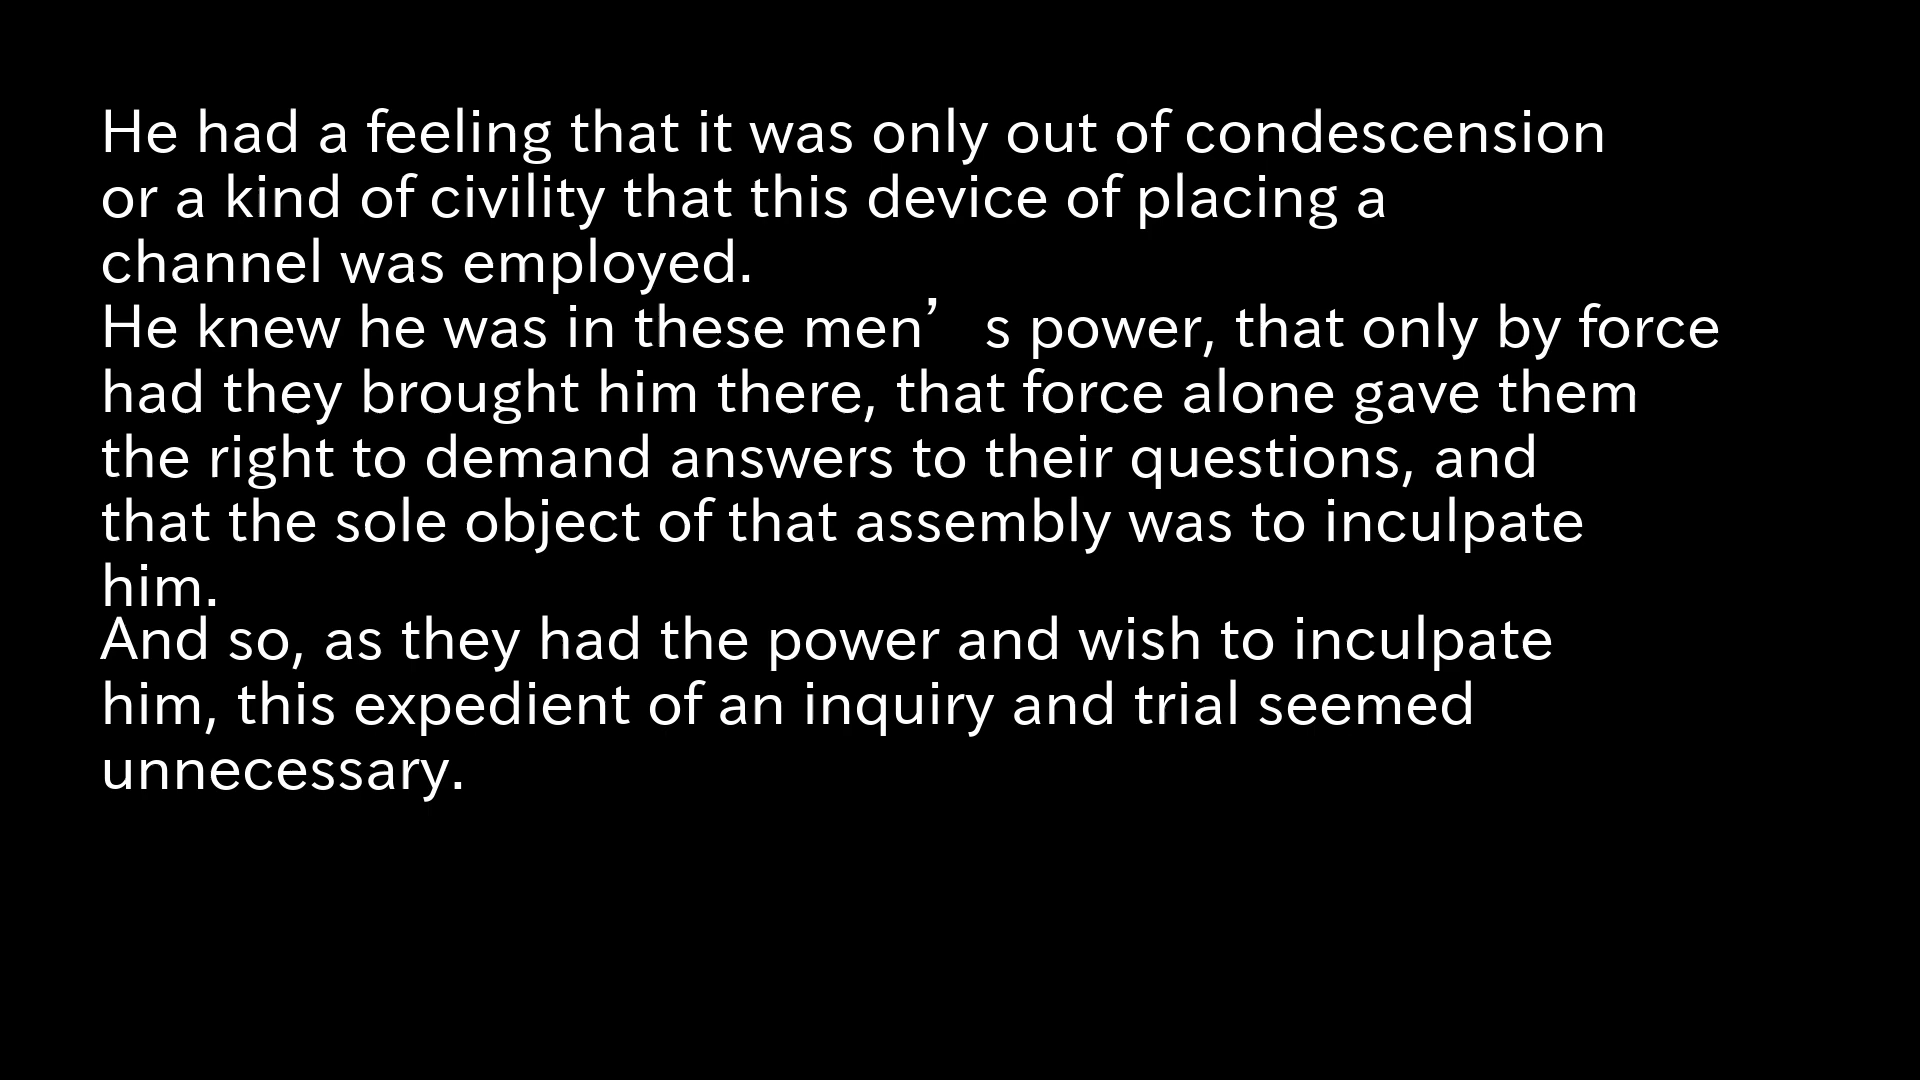 He had a feeling that it was only out of condescension
or a kind of civility that this device of placing a
channel was employed.
He knew he was in these men’s power, that only by force
had they brought him there, that force alone gave them
the right to demand answers to their questions, and
that the sole object of that assembly was to inculpate
him.
And so, as they had the power and wish to inculpate
him, this expedient of an inquiry and trial seemed
unnecessary.